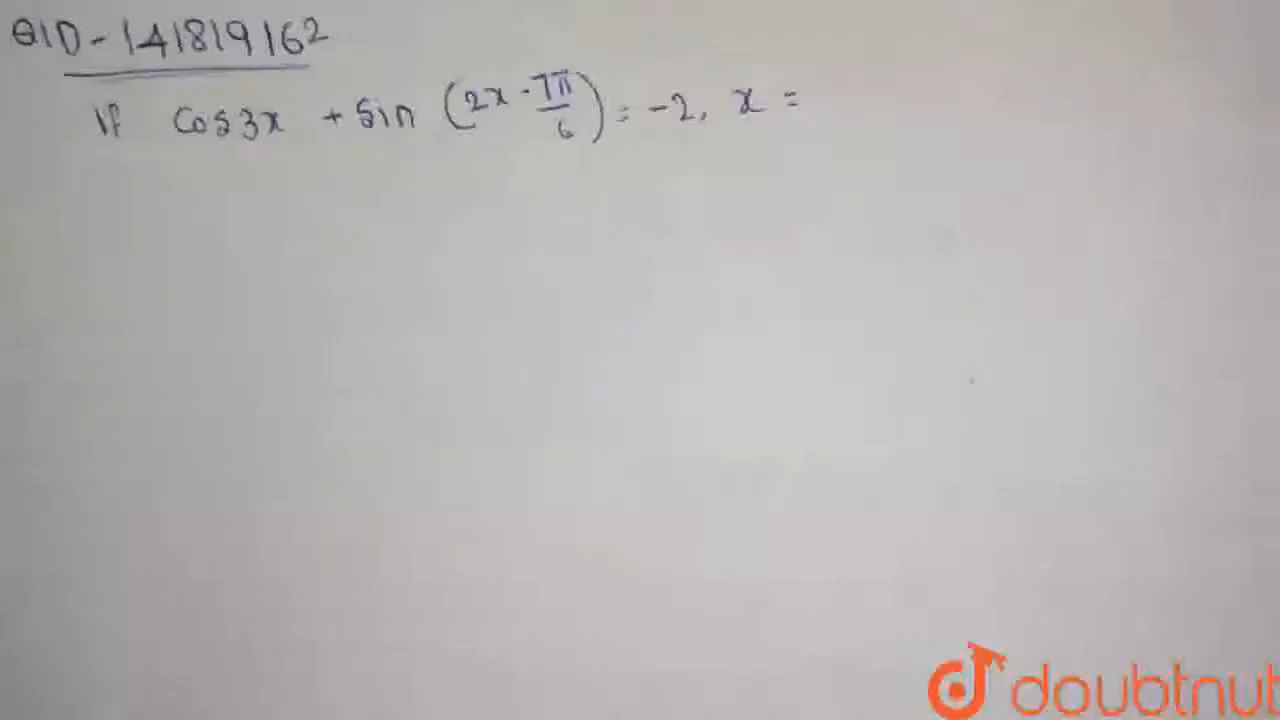 QID - 141819162
If Cos3x + Sin (2x - 7π/6) = -2, x =
doubtnut